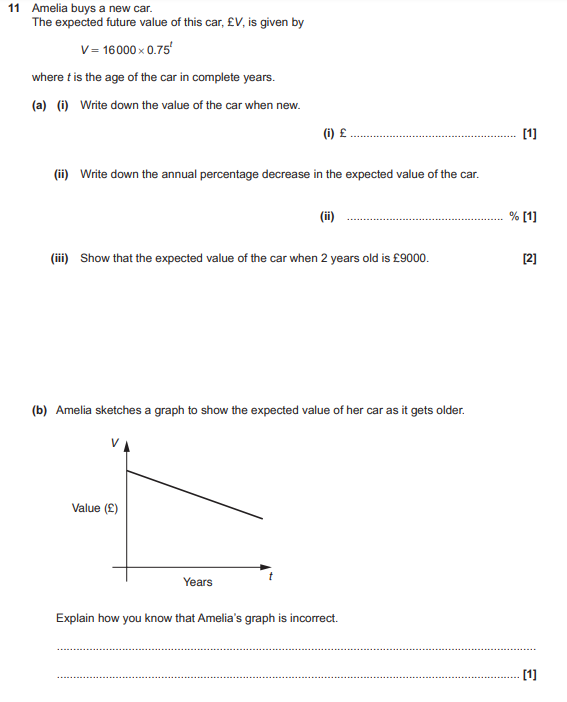 11 Amelia buys a new car.
The expected future value of this car, £V, is given by
V = 16 000 × 0.75^t
where t is the age of the car in complete years.
(a) (i) Write down the value of the car when new.
(i) £ ........................................................ [1]
(ii) Write down the annual percentage decrease in the expected value of the car.
(ii) ..................................................... % [1]
(iii) Show that the expected value of the car when 2 years old is £9000. [2]
(b) Amelia sketches a graph to show the expected value of her car as it gets older.
V
Value (£)
t
Years
Explain how you know that Amelia's graph is incorrect.
................................................................................................................................
........................................................................................................................... [1]